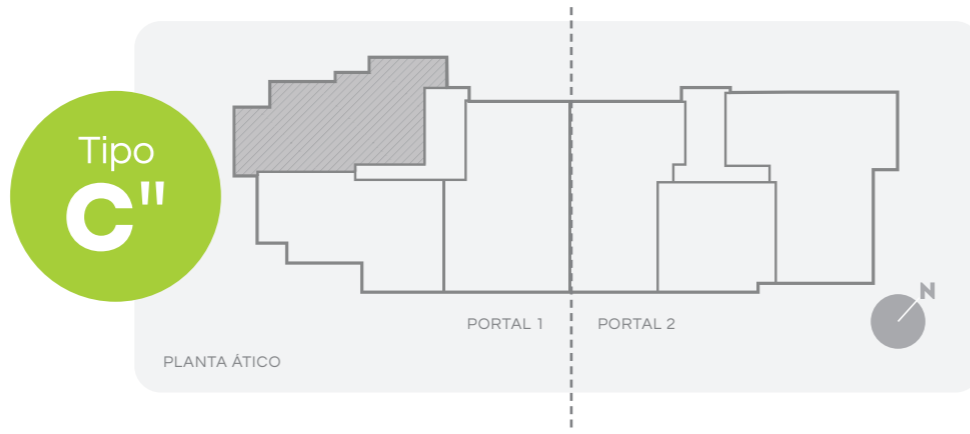 Tipo
C"
PORTAL 1
PORTAL 2
N
PLANTA ÁTICO